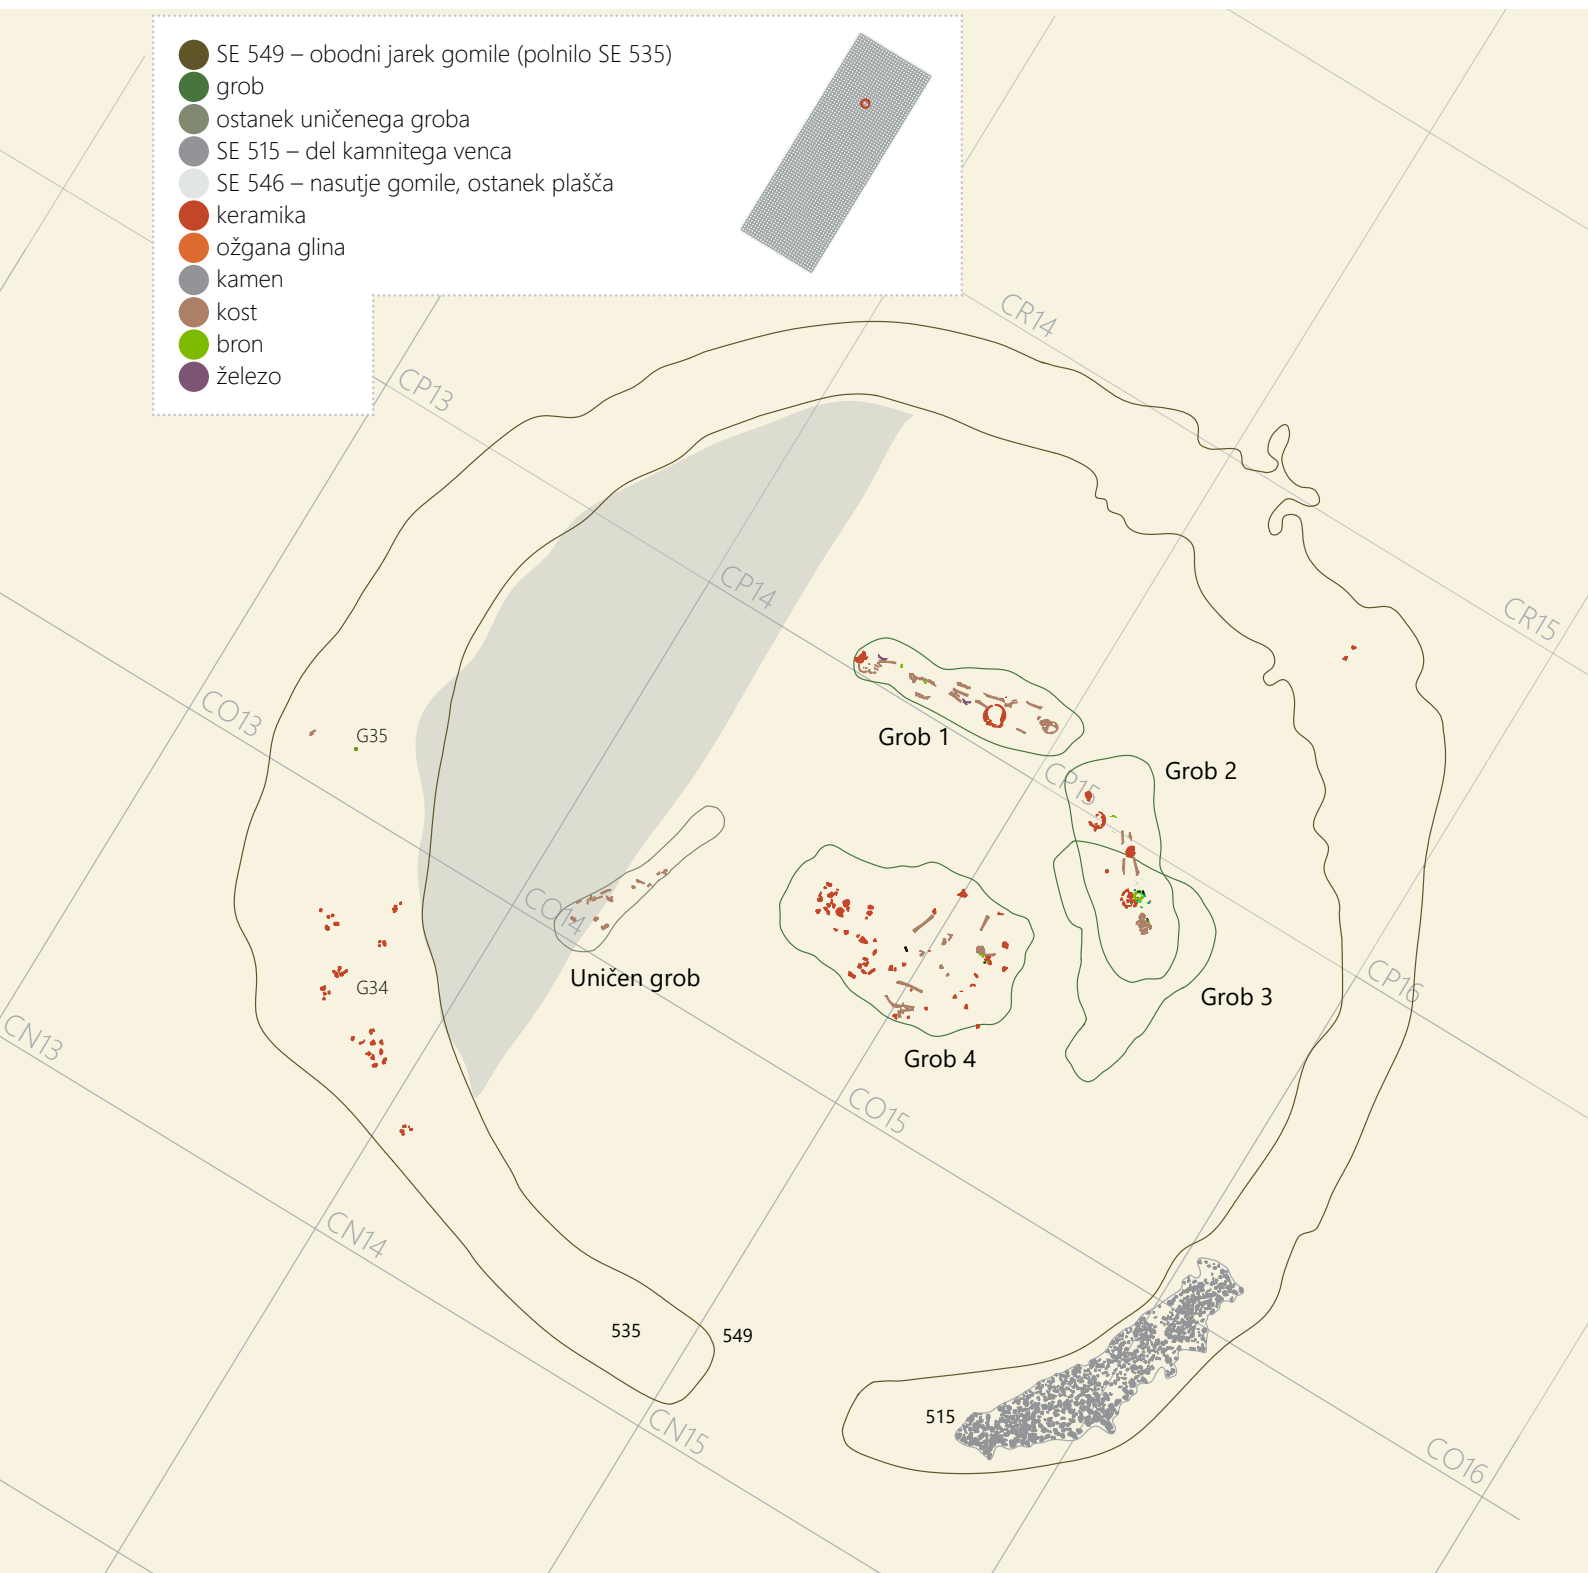 SE 549 – obodni jarek gomile (polnilo SE 535)
grob
ostanek uničenega groba
SE 515 – del kamnitega venca
SE 546 – nasutje gomile, ostanek plašča
keramika
ožgana glina
kamen
kost
bron
železo
CR14
CP13
CP14
CR15
CO13
G35
Grob 1
Grob 2
CP15
CO14
Uničen grob
G34
Grob 3
CP16
CN13
Grob 4
CO15
CN14
535
549
515
CN15
CO16